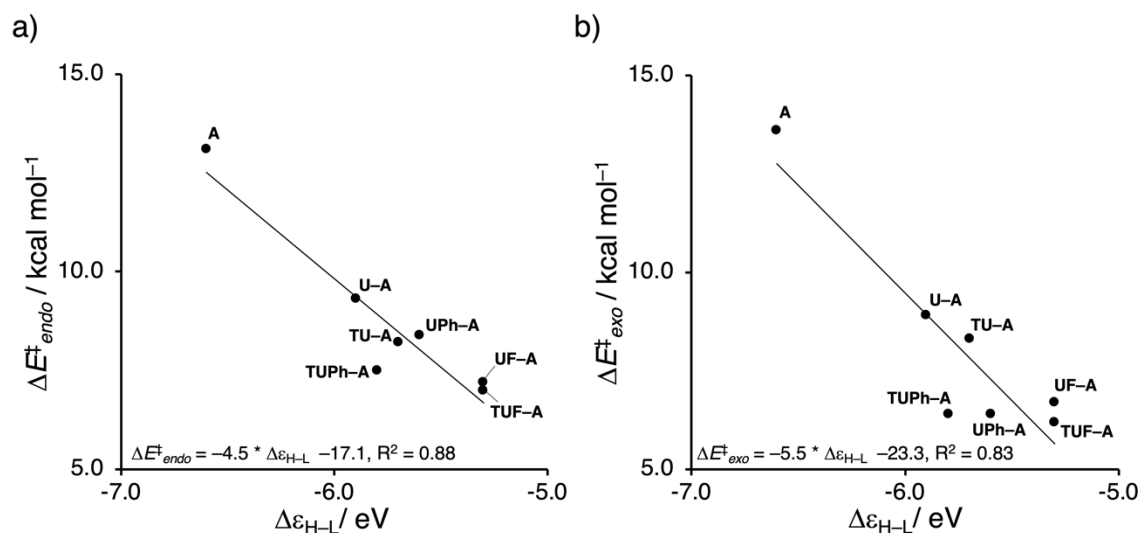 a)
15.0
10.0
5.0
ΔE‡endo / kcal mol−1
A
U–A
TU–A
UPh–A
TUPh–A
UF–A
TUF–A
ΔE‡endo = −4.5 * ΔεH–L −17.1, R2 = 0.88
-7.0 -6.0 -5.0
ΔεH–L/ eV
b)
15.0
10.0
5.0
ΔE‡exo / kcal mol−1
A
U–A
TU–A
TUPh–A
UPh–A
UF–A
TUF–A
ΔE‡exo = −5.5 * ΔεH–L −23.3, R2 = 0.83
-7.0 -6.0 -5.0
ΔεH–L/ eV